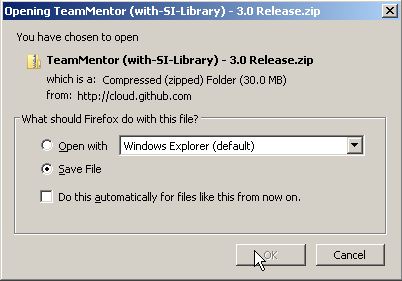 Opening TeamMentor (with-SI-Library) - 3.0 Release.zip
You have chosen to open
TeamMentor (with-SI-Library) - 3.0 Release.zip
which is a: Compressed (zipped) Folder (30.0 MB)
from: http://cloud.github.com
What should Firefox do with this file?
Open with Windows Explorer (default)
Save File
Do this automatically for files like this from now on.
OK Cancel